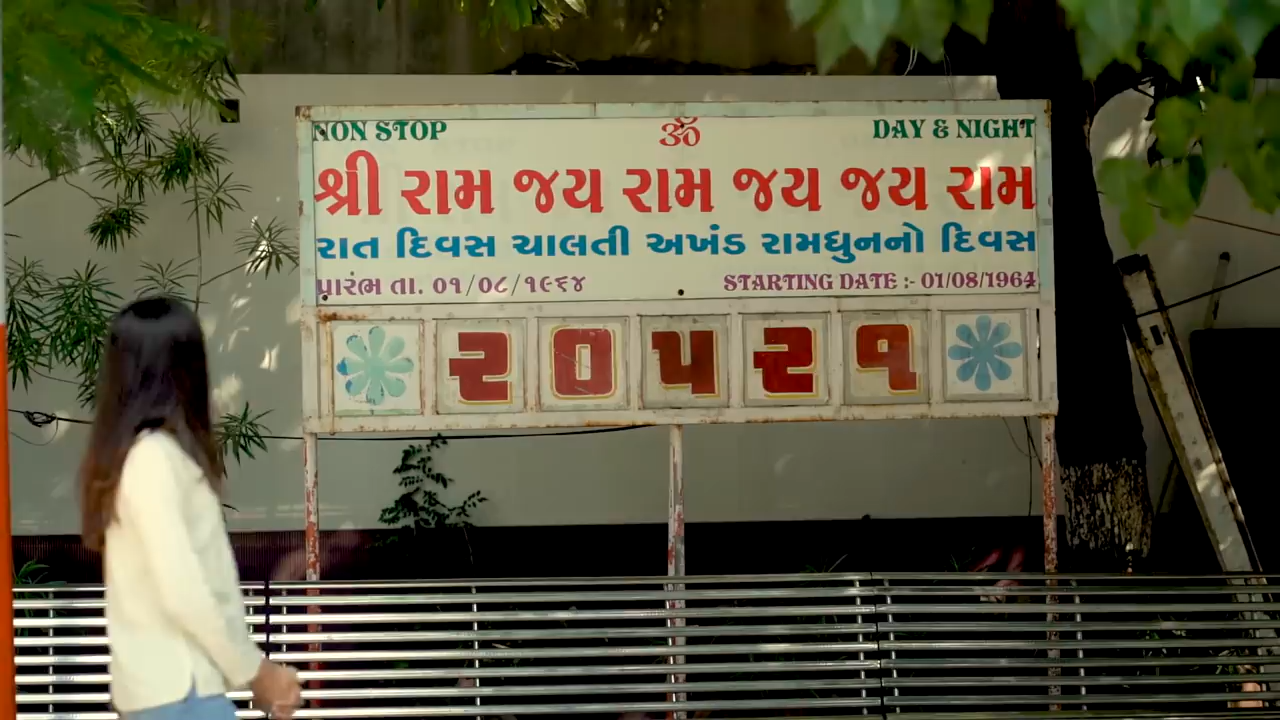 NON STOP ૐ DAY & NIGHT
શ્રી રામ જય રામ જય જય રામ
રાત દિવસ ચાલતી અખંડ રામધુનનો દિવસ
પ્રારંભ તા. ૦૧/૦૮/૧૯૬૪ STARTING DATE :- 01/08/1964
૨૦૫૨૧